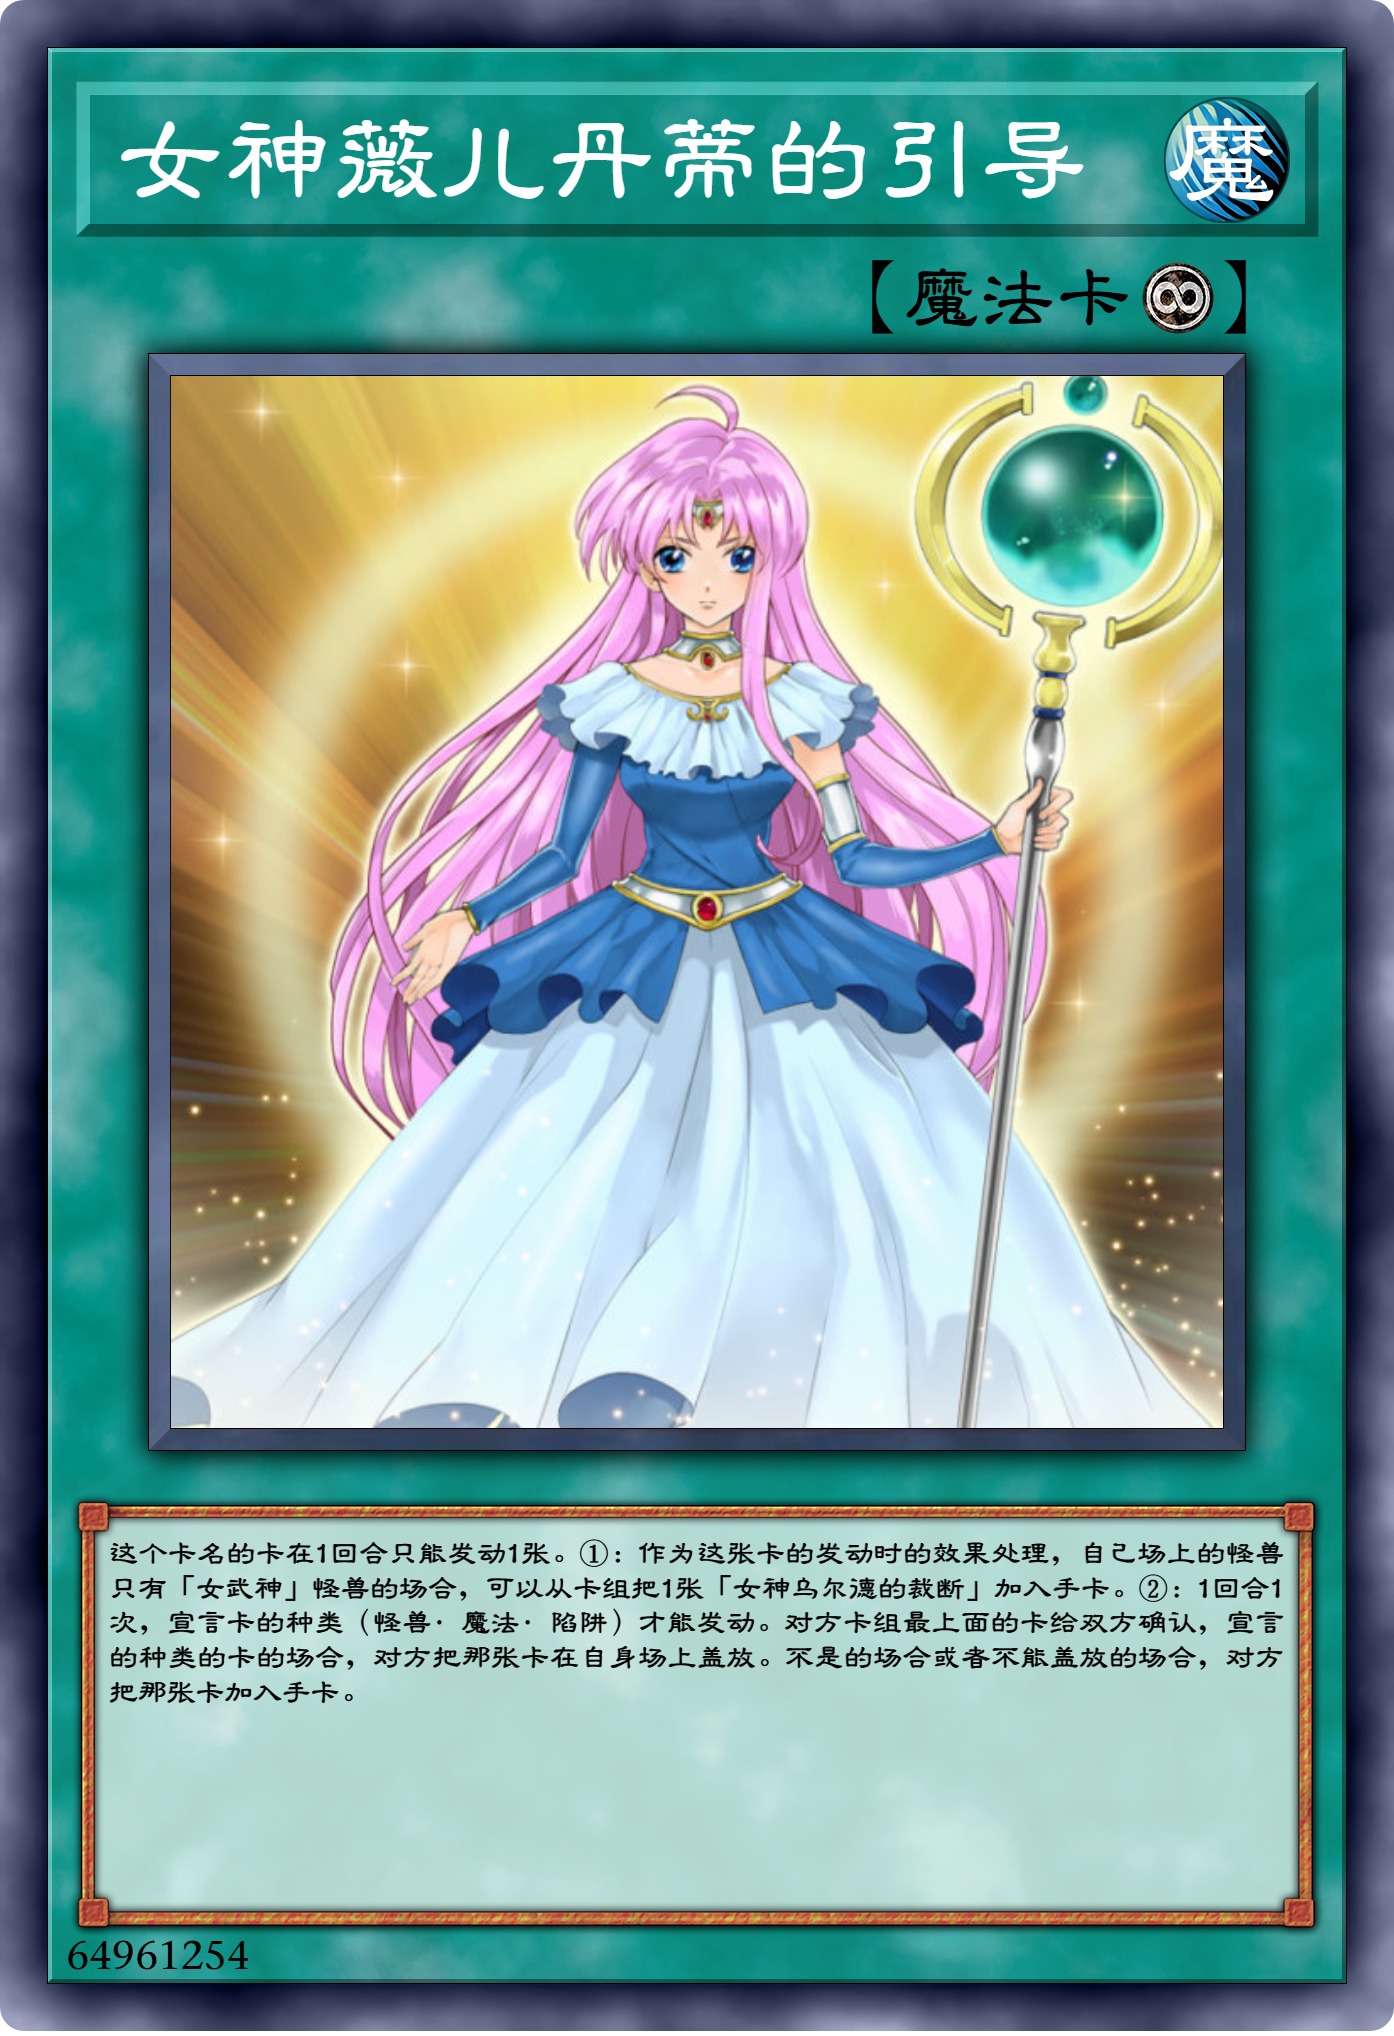 女神薇儿丹蒂的引导
魔
【魔法卡♾】
这个卡名的卡在1回合只能发动1张。①：作为这张卡的发动时的效果处理，自己场上的怪兽
只有「女武神」怪兽的场合，可以从卡组把1张「女神乌尔德的裁断」加入手卡。②：1回合1
次，宣言卡的种类（怪兽·魔法·陷阱）才能发动。对方卡组最上面的卡给双方确认，宣言
的种类的卡的场合，对方把那张卡在自身场上盖放。不是的场合或者不能盖放的场合，对方
把那张卡加入手卡。
64961254